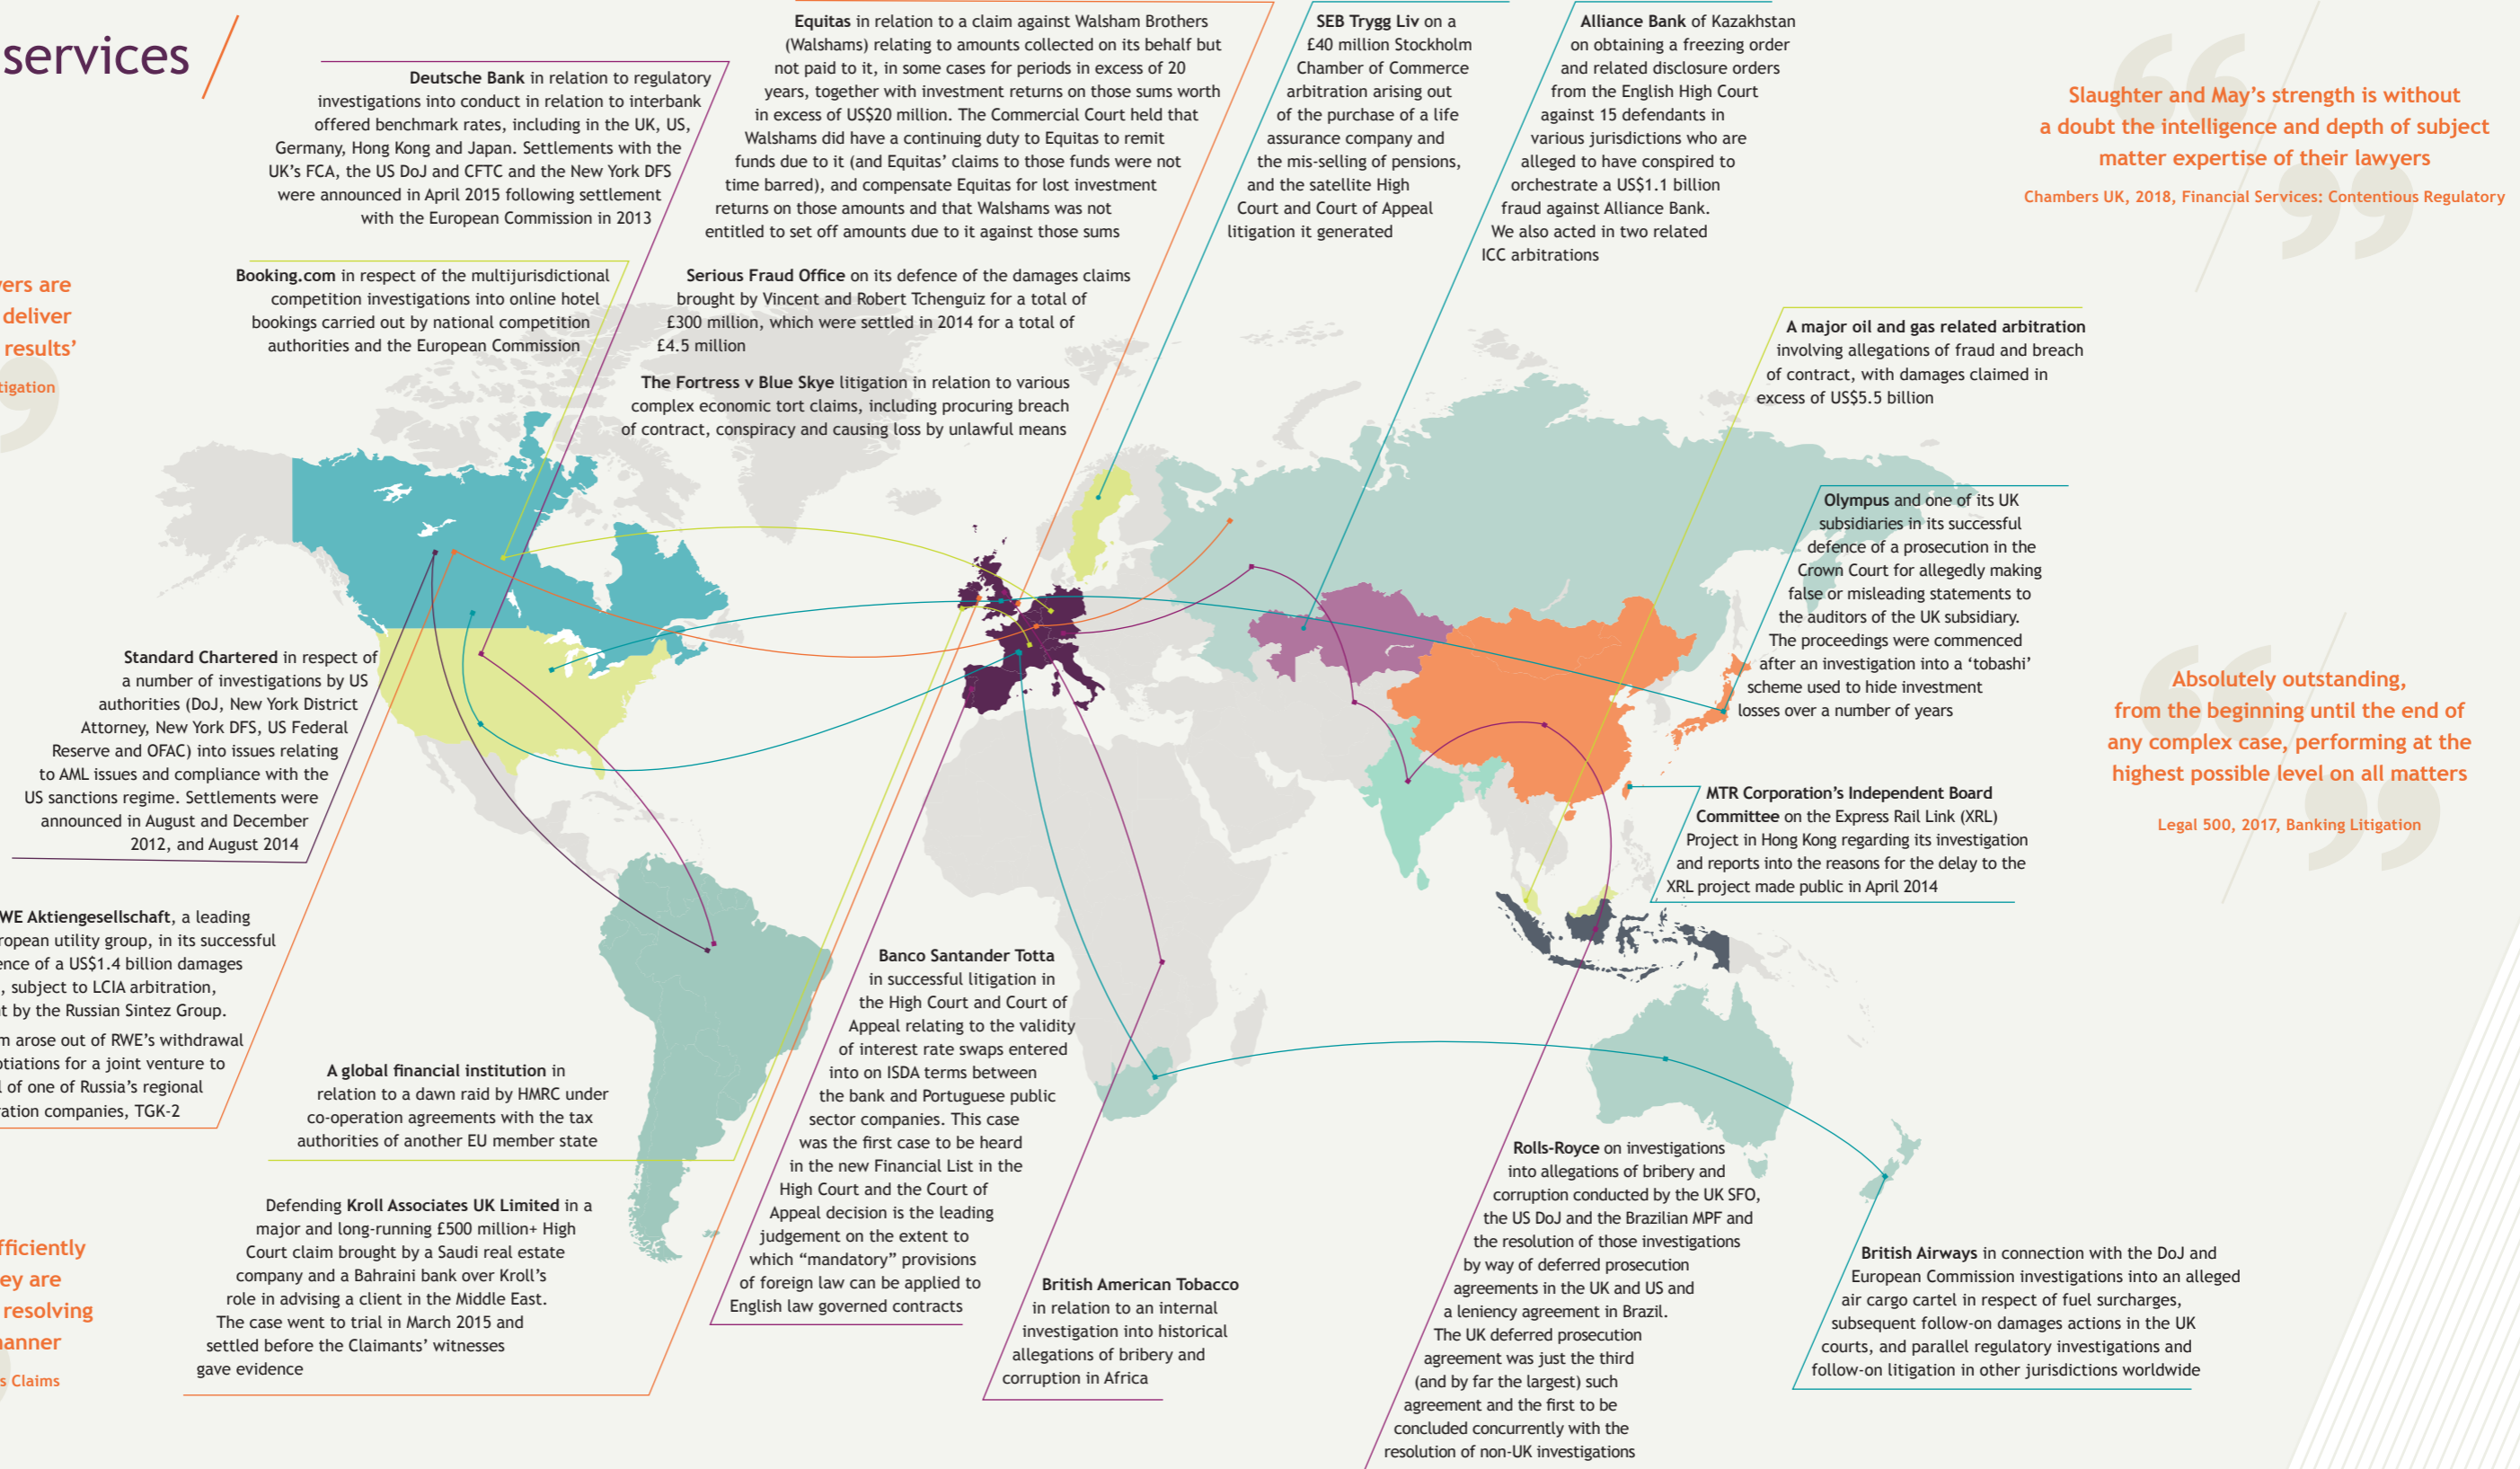 services
Deutsche Bank in relation to regulatory
investigations into conduct in relation to interbank
offered benchmark rates, including in the UK, US,
Germany, Hong Kong and Japan. Settlements with the
UK’s FCA, the US DoJ and CFTC and the New York DFS
were announced in April 2015 following settlement
with the European Commission in 2013
Equitas in relation to a claim against Walsham Brothers
(Walshams) relating to amounts collected on its behalf but
not paid to it, in some cases for periods in excess of 20
years, together with investment returns on those sums worth
in excess of US$20 million. The Commercial Court held that
Walshams did have a continuing duty to Equitas to remit
funds due to it (and Equitas’ claims to those funds were not
time barred), and compensate Equitas for lost investment
returns on those amounts and that Walshams was not
entitled to set off amounts due to it against those sums
SEB Trygg Liv on a
£40 million Stockholm
Chamber of Commerce
arbitration arising out
of the purchase of a life
assurance company and
the mis-selling of pensions,
and the satellite High
Court and Court of Appeal
litigation it generated
Alliance Bank of Kazakhstan
on obtaining a freezing order
and related disclosure orders
from the English High Court
against 15 defendants in
various jurisdictions who are
alleged to have conspired to
orchestrate a US$1.1 billion
fraud against Alliance Bank.
We also acted in two related
ICC arbitrations
Slaughter and May’s strength is without
a doubt the intelligence and depth of subject
matter expertise of their lawyers
Chambers UK, 2018, Financial Services: Contentious Regulatory
yers are
deliver
results’
tigation
Booking.com in respect of the multijurisdictional
competition investigations into online hotel
bookings carried out by national competition
authorities and the European Commission
Serious Fraud Office on its defence of the damages claims
brought by Vincent and Robert Tchenguiz for a total of
£300 million, which were settled in 2014 for a total of
£4.5 million
The Fortress v Blue Skye litigation in relation to various
complex economic tort claims, including procuring breach
of contract, conspiracy and causing loss by unlawful means
A major oil and gas related arbitration
involving allegations of fraud and breach
of contract, with damages claimed in
excess of US$5.5 billion
Olympus and one of its UK
subsidiaries in its successful
defence of a prosecution in the
Crown Court for allegedly making
false or misleading statements to
the auditors of the UK subsidiary.
The proceedings were commenced
after an investigation into a ‘tobashi’
scheme used to hide investment
losses over a number of years
Standard Chartered in respect of
a number of investigations by US
authorities (DoJ, New York District
Attorney, New York DFS, US Federal
Reserve and OFAC) into issues relating
to AML issues and compliance with the
US sanctions regime. Settlements were
announced in August and December
2012, and August 2014
Absolutely outstanding,
from the beginning until the end of
any complex case, performing at the
highest possible level on all matters
Legal 500, 2017, Banking Litigation
MTR Corporation’s Independent Board
Committee on the Express Rail Link (XRL)
Project in Hong Kong regarding its investigation
and reports into the reasons for the delay to the
XRL project made public in April 2014
WE Aktiengesellschaft, a leading
ropean utility group, in its successful
ence of a US$1.4 billion damages
, subject to LCIA arbitration,
t by the Russian Sintez Group.
m arose out of RWE’s withdrawal
otiations for a joint venture to
l of one of Russia’s regional
ration companies, TGK-2
A global financial institution in
relation to a dawn raid by HMRC under
co-operation agreements with the tax
authorities of another EU member state
Banco Santander Totta
in successful litigation in
the High Court and Court of
Appeal relating to the validity
of interest rate swaps entered
into on ISDA terms between
the bank and Portuguese public
sector companies. This case
was the first case to be heard
in the new Financial List in the
High Court and the Court of
Appeal decision is the leading
judgement on the extent to
which “mandatory” provisions
of foreign law can be applied to
English law governed contracts
fficiently
ey are
resolving
manner
s Claims
Defending Kroll Associates UK Limited in a
major and long-running £500 million+ High
Court claim brought by a Saudi real estate
company and a Bahraini bank over Kroll’s
role in advising a client in the Middle East.
The case went to trial in March 2015 and
settled before the Claimants’ witnesses
gave evidence
British American Tobacco
in relation to an internal
investigation into historical
allegations of bribery and
corruption in Africa
Rolls-Royce on investigations
into allegations of bribery and
corruption conducted by the UK SFO,
the US DoJ and the Brazilian MPF and
the resolution of those investigations
by way of deferred prosecution
agreements in the UK and US and
a leniency agreement in Brazil.
The UK deferred prosecution
agreement was just the third
(and by far the largest) such
agreement and the first to be
concluded concurrently with the
resolution of non-UK investigations
British Airways in connection with the DoJ and
European Commission investigations into an alleged
air cargo cartel in respect of fuel surcharges,
subsequent follow-on damages actions in the UK
courts, and parallel regulatory investigations and
follow-on litigation in other jurisdictions worldwide